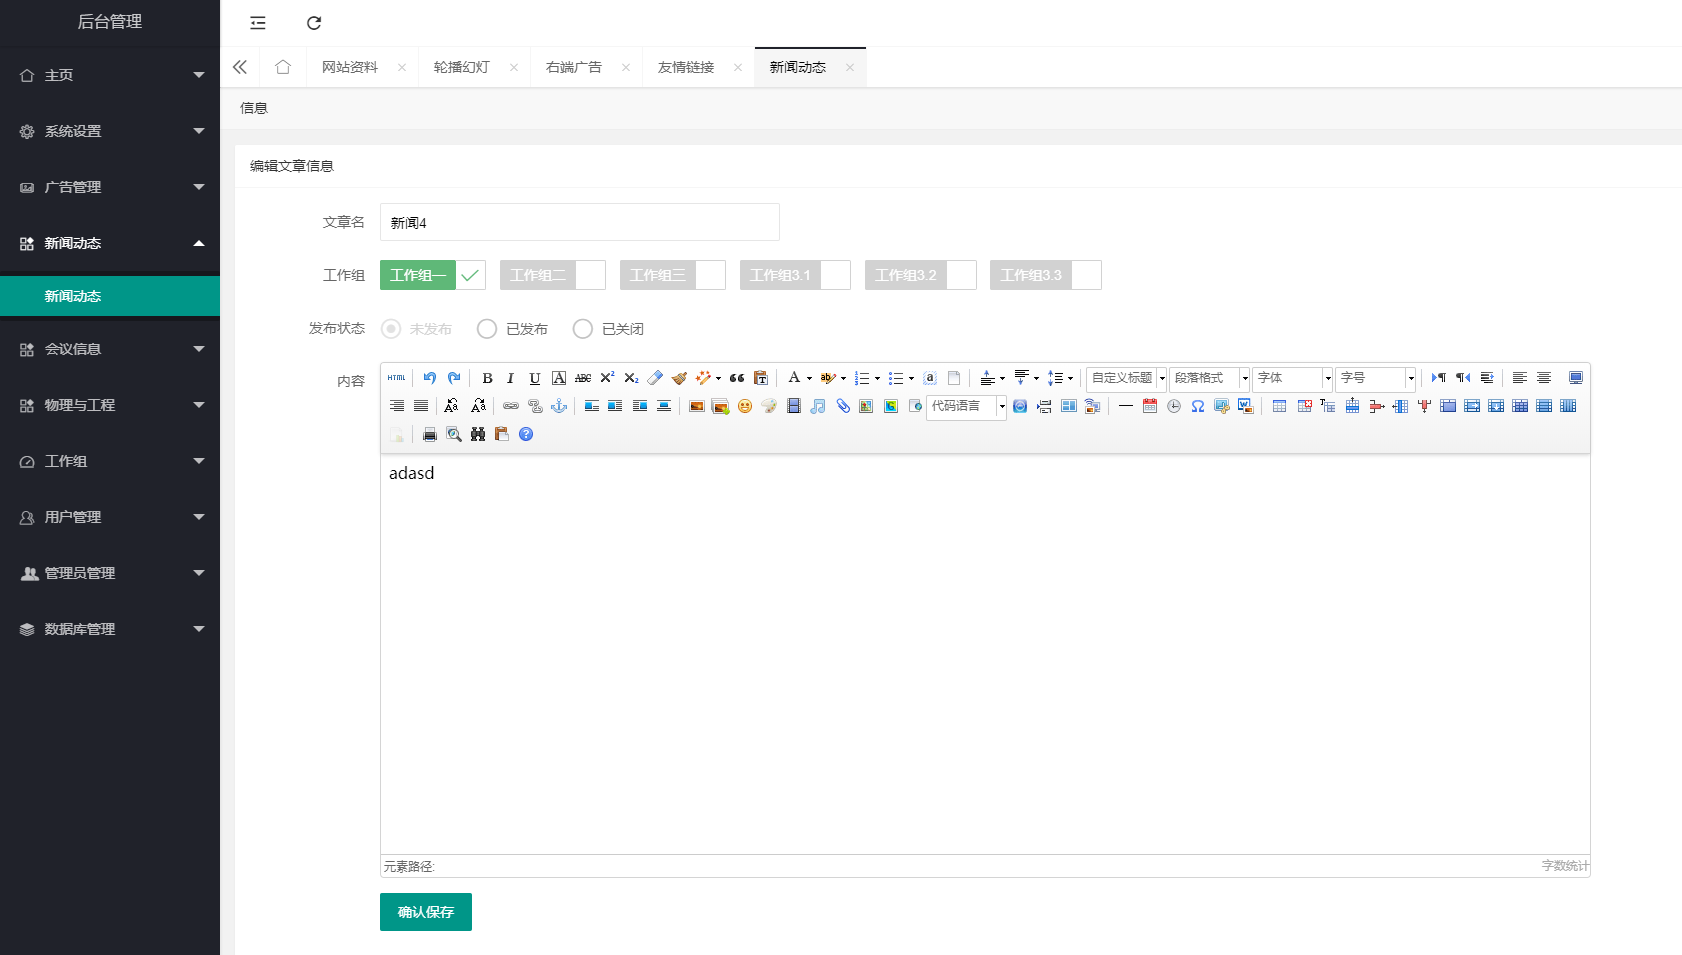 后台管理
主页
系统设置
广告管理
新闻动态
新闻动态
会议信息
物理与工程
工作组
用户管理
管理员管理
数据库管理
网站资料 轮播幻灯 右端广告 友情链接 新闻动态
信息
编辑文章信息
文章名 新闻4
工作组 工作组一 工作组二 工作组三 工作组3.1 工作组3.2 工作组3.3
发布状态 未发布 已发布 已关闭
内容
HTML B I U A ABC 自定义标题 段落格式 字体 字号
代码语言
adasd
元素路径: 字数统计
确认保存